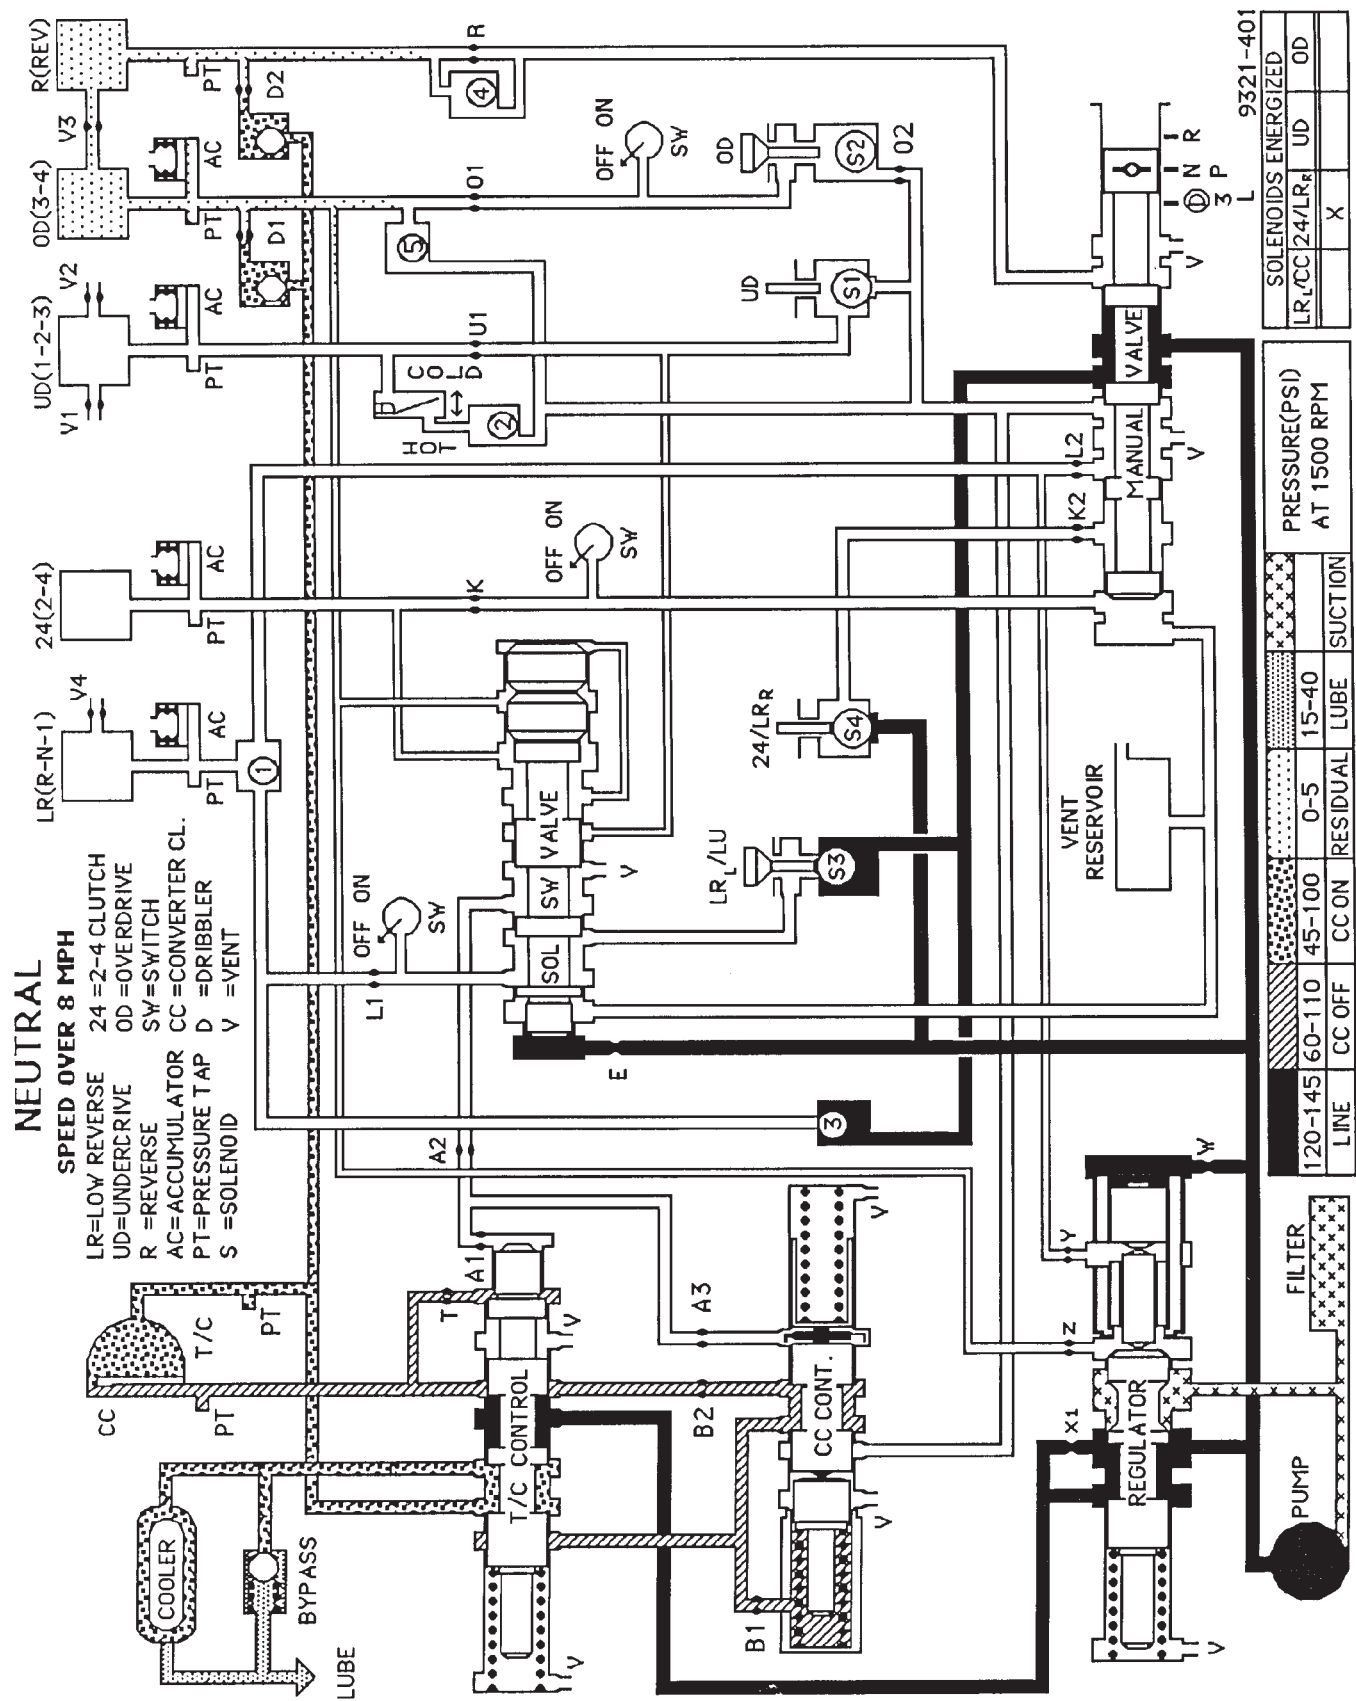 NEUTRAL
SPEED OVER 8 MPH
LR=LOW REVERSE
UD=UNDERCRIVE
R =REVERSE
AC=ACCUMULATOR
PT=PRESSURE TAP
S =SOLENOID
24 =2-4 CLUTCH
OD =OVERDRIVE
SW=SWITCH
CC =CONVERTER CL.
D =DRIBBLER
V =VENT
LR(R-N-1)
V4
24(2-4)
UD(1-2-3)
V1
V2
OD(3-4)
V3
R(REV)
PT
AC
PT
AC
PT
AC
PT
AC
PT
1
D1
D2
CC
T/C
PT
PT
COOLER
BYPASS
LUBE
L1
OFF ON
SW
K
OFF ON
SW
HOT
COLD
2
U1
5
O1
4
R
OFF ON
SW
A2
A1
T
V
T/C CONTROL
V
E
SOL
SW
VALVE
V
B2
A3
B1
CC CONT.
V
V
3
LRL/LU
S3
24/LRR
S4
UD
S1
OD
S2
O2
VENT
RESERVOIR
K2
L2
MANUAL
VALVE
V
V
D
3
L
N
P
R
X1
Z
Y
W
REGULATOR
V
PUMP
FILTER
120-145
60-110
45-100
0-5
15-40
LINE
CC OFF
CC ON
RESIDUAL
LUBE
SUCTION
PRESSURE(PSI)
AT 1500 RPM
SOLENOIDS ENERGIZED
LRL/CC
24/LRR
UD
OD
X
9321-401